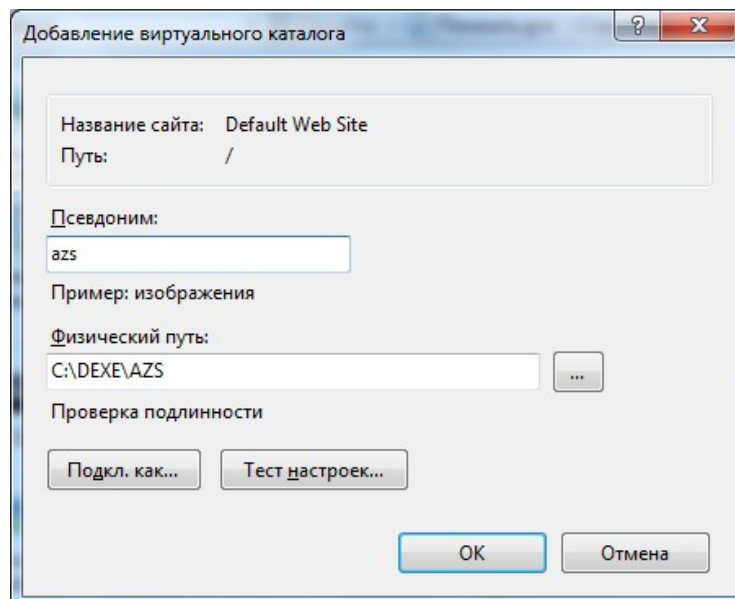 Добавление виртуального каталога
?
Название сайта: Default Web Site
Путь: /
Псевдоним:
azs
Пример: изображения
Физический путь:
C:\DEXE\AZS
...
Проверка подлинности
Подкл. как... Тест настроек...
OK Отмена